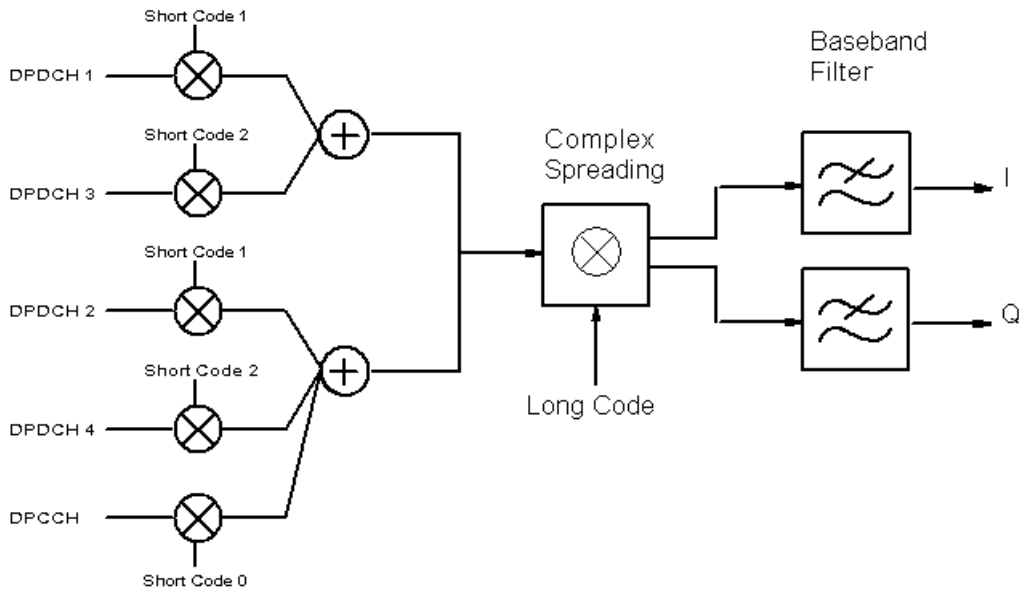 Short Code 1
DPDCH 1
Short Code 2
DPDCH 3
Short Code 1
DPDCH 2
Short Code 2
DPDCH 4
DPCCH
Short Code 0
Complex
Spreading
Long Code
Baseband
Filter
I
Q